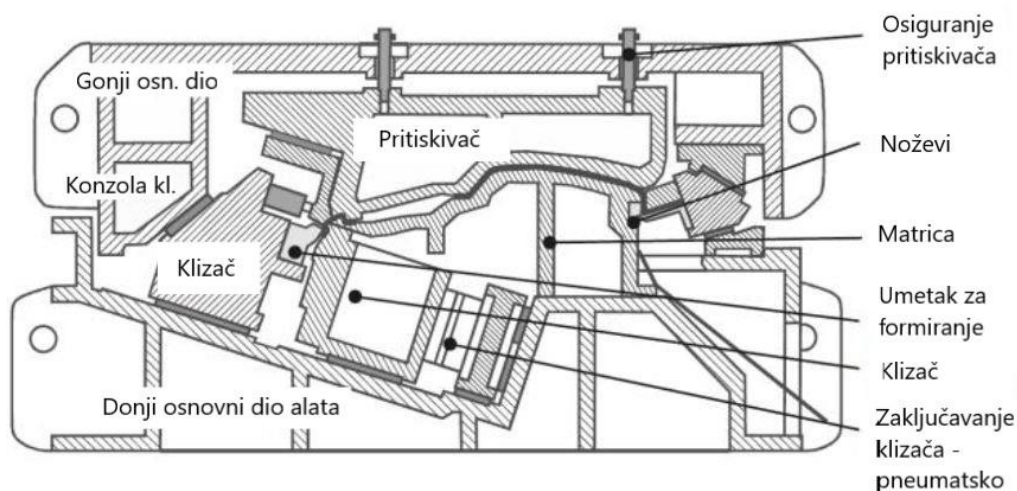 Osiguranje
pritiskivača
Gonji osn. dio
Pritiskivač
Noževi
Konzola kl.
Matrica
Klizač
Umetak za
formiranje
Klizač
Donji osnovni dio alata
Zaključavanje
klizača -
pneumatsko